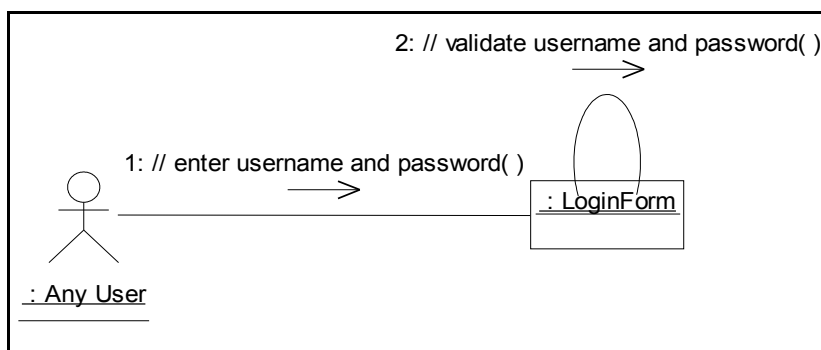 2: // validate username and password( )
1: // enter username and password( )
: LoginForm
: Any User